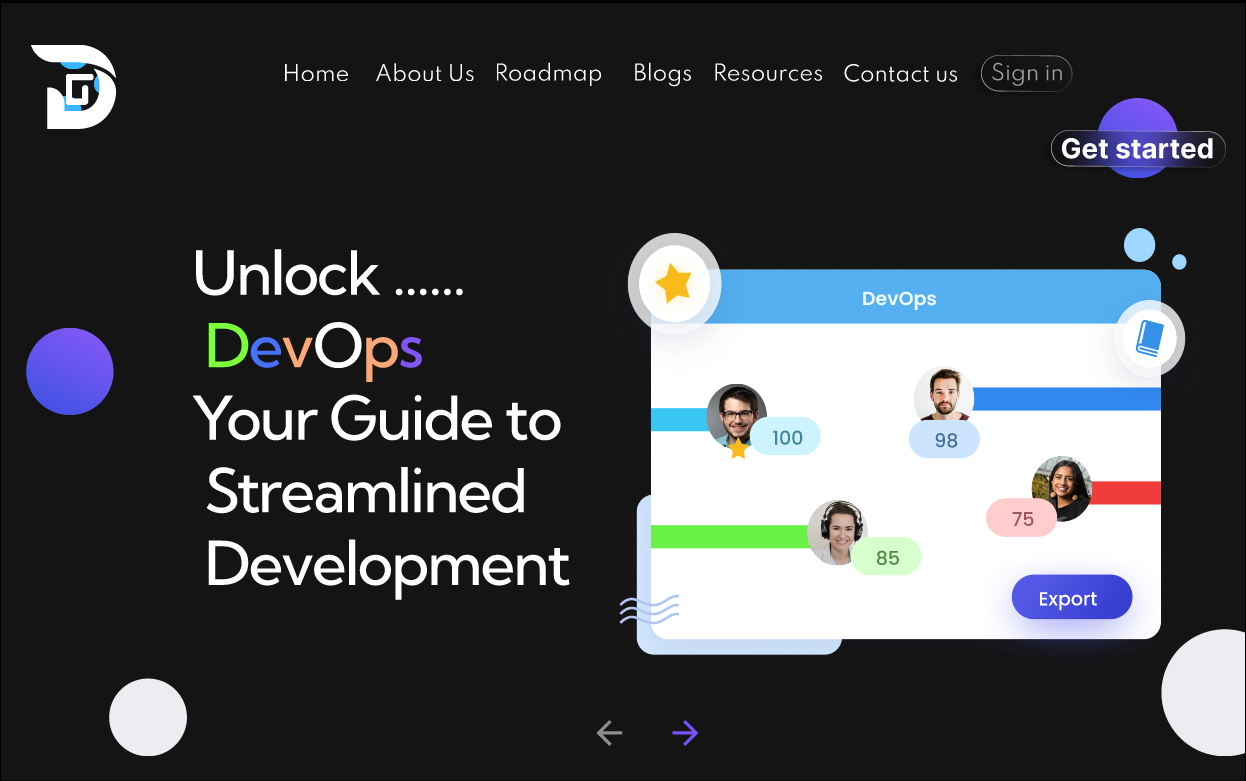 Home
About Us
Roadmap
Blogs
Resources
Contact us
Sign in
Get started
Unlock ......
DevOps
Your Guide to
Streamlined
Development
DevOps
100
98
75
85
Export